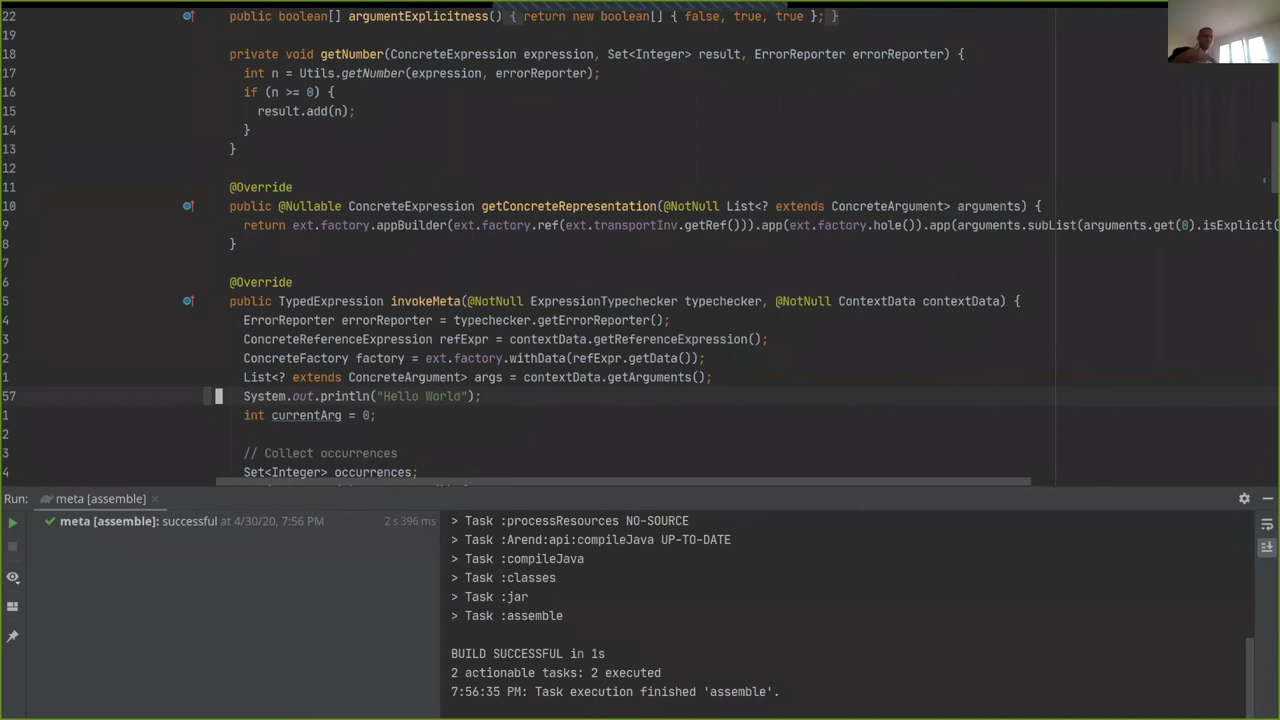 22 public boolean[] argumentExplicitness() { return new boolean[] { false, true, true }; }
19
18 private void getNumber(ConcreteExpression expression, Set<Integer> result, ErrorReporter errorReporter) {
17 int n = Utils.getNumber(expression, errorReporter);
16 if (n >= 0) {
15 result.add(n);
14 }
13 }
12
11 @Override
10 public @Nullable ConcreteExpression getConcreteRepresentation(@NotNull List<? extends ConcreteArgument> arguments) {
9 return ext.factory.appBuilder(ext.factory.ref(ext.transportInv.getRef())).app(ext.factory.hole()).app(arguments.subList(arguments.get(0).isExplicit(
8 }
7
6 @Override
5 public TypedExpression invokeMeta(@NotNull ExpressionTypechecker typechecker, @NotNull ContextData contextData) {
4 ErrorReporter errorReporter = typechecker.getErrorReporter();
3 ConcreteReferenceExpression refExpr = contextData.getReferenceExpression();
2 ConcreteFactory factory = ext.factory.withData(refExpr.getData());
1 List<? extends ConcreteArgument> args = contextData.getArguments();
57 System.out.println("Hello World");
1 int currentArg = 0;
2
3 // Collect occurrences
4 Set<Integer> occurrences;
Run: meta [assemble]
meta [assemble]: successful at 4/30/20, 7:56 PM 2 s 396 ms
> Task :processResources NO-SOURCE
> Task :Arend:api:compileJava UP-TO-DATE
> Task :compileJava
> Task :classes
> Task :jar
> Task :assemble
BUILD SUCCESSFUL in 1s
2 actionable tasks: 2 executed
7:56:35 PM: Task execution finished 'assemble'.